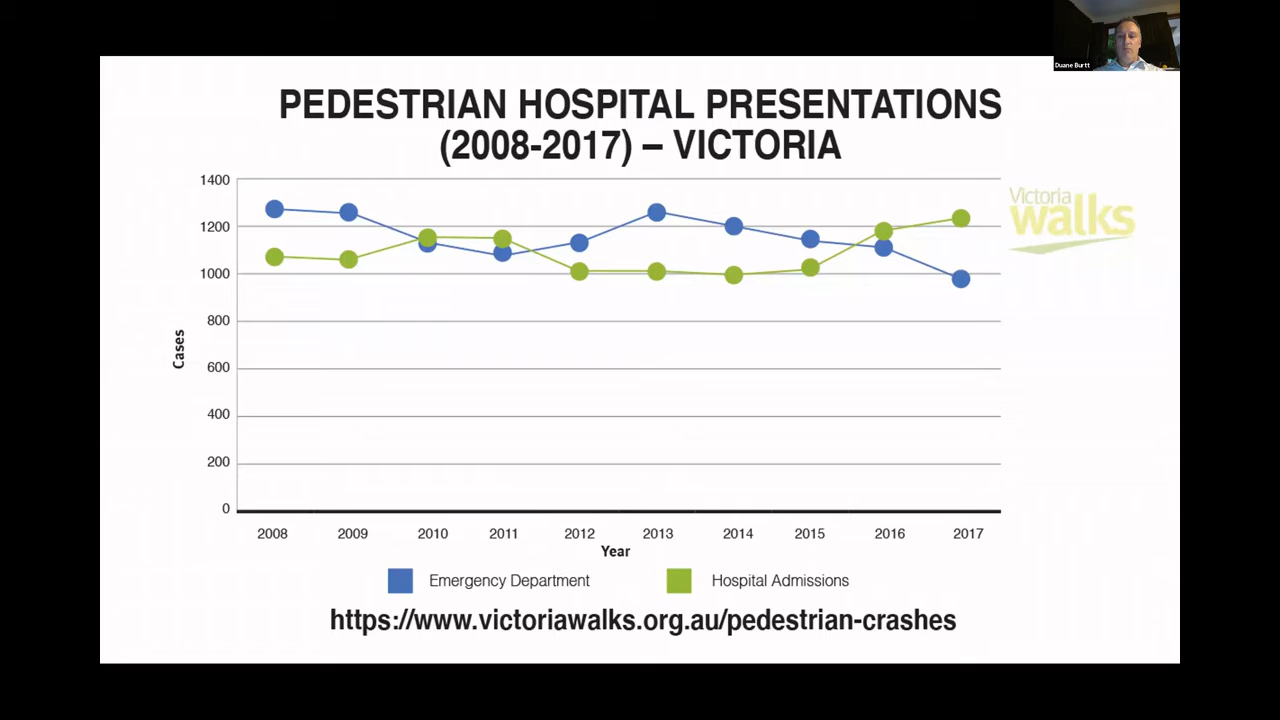 Duane Burtt
PEDESTRIAN HOSPITAL PRESENTATIONS
(2008-2017) – VICTORIA
Victoria
walks
1400
1200
1000
800
600
400
200
0
Cases
2008 2009 2010 2011 2012 2013 2014 2015 2016 2017
Year
Emergency Department Hospital Admissions
https://www.victoriawalks.org.au/pedestrian-crashes